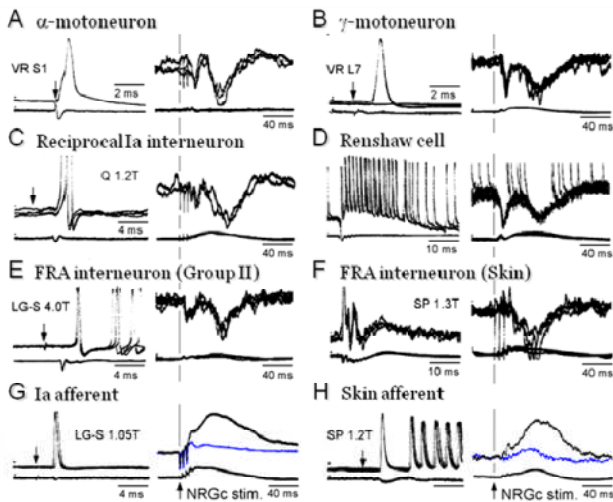 A α-motoneuron
VR S1
2 ms
40 ms
B γ-motoneuron
VR L7
2 ms
40 ms
C Reciprocal Ia interneuron
Q 1.2T
4 ms
40 ms
D Renshaw cell
10 ms
40 ms
E FRA interneuron (Group II)
LG-S 4.0T
4 ms
40 ms
F FRA interneuron (Skin)
SP 1.3T
10 ms
40 ms
G Ia afferent
LG-S 1.05T
4 ms
NRGc stim.
40 ms
H Skin afferent
SP 1.2T
NRGc stim.
40 ms